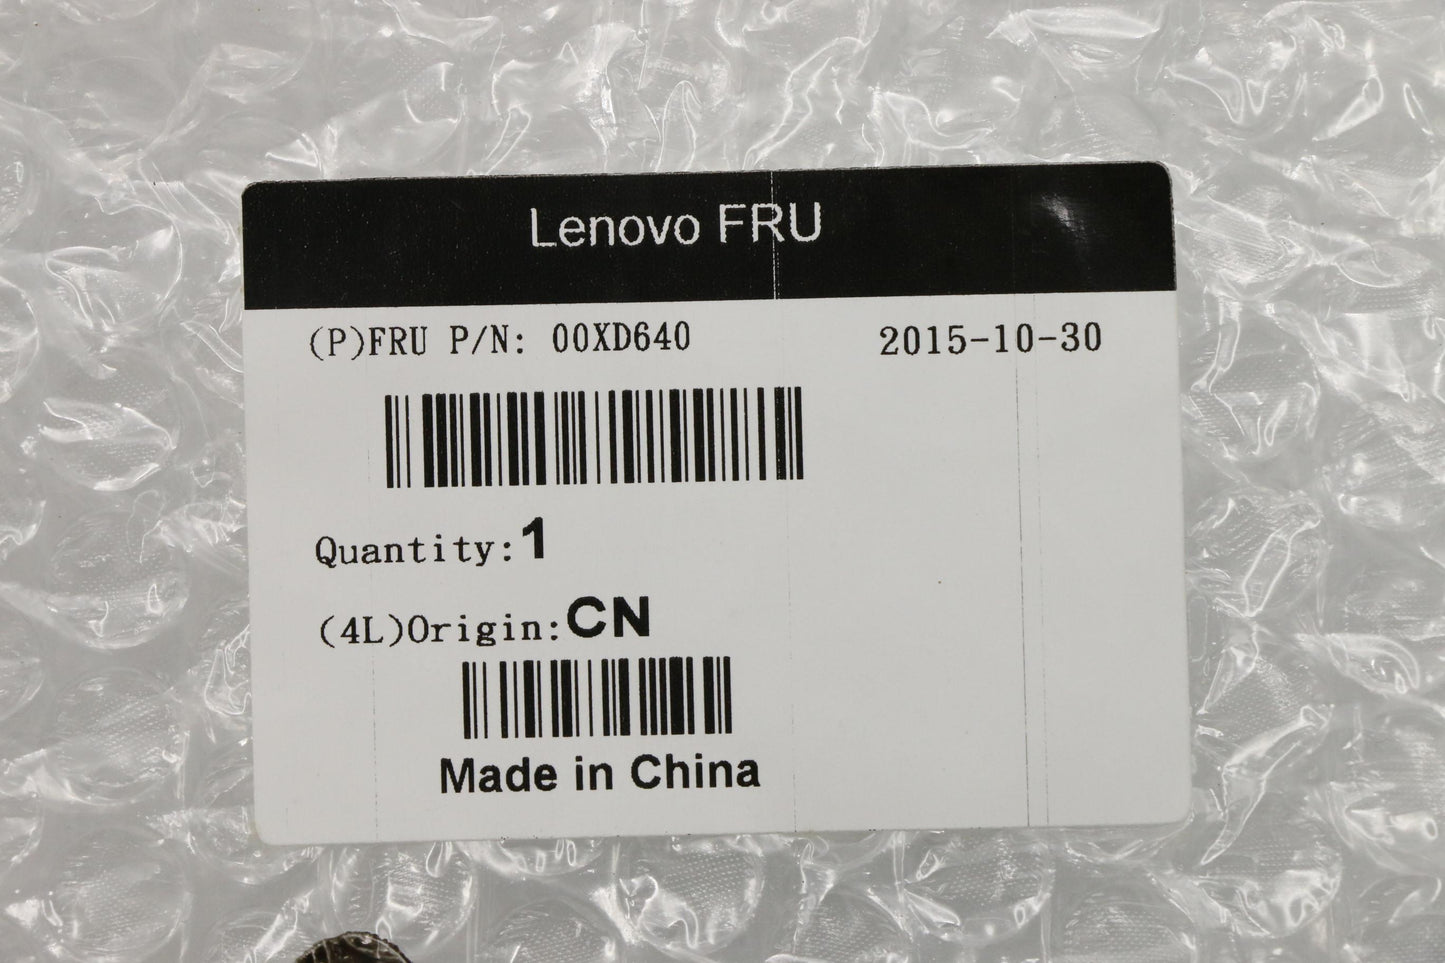 Lenovo FRU
(P)FRU P/N: 00XD640 2015-10-30
Quantity:1
(4L)Origin:CN
Made in China